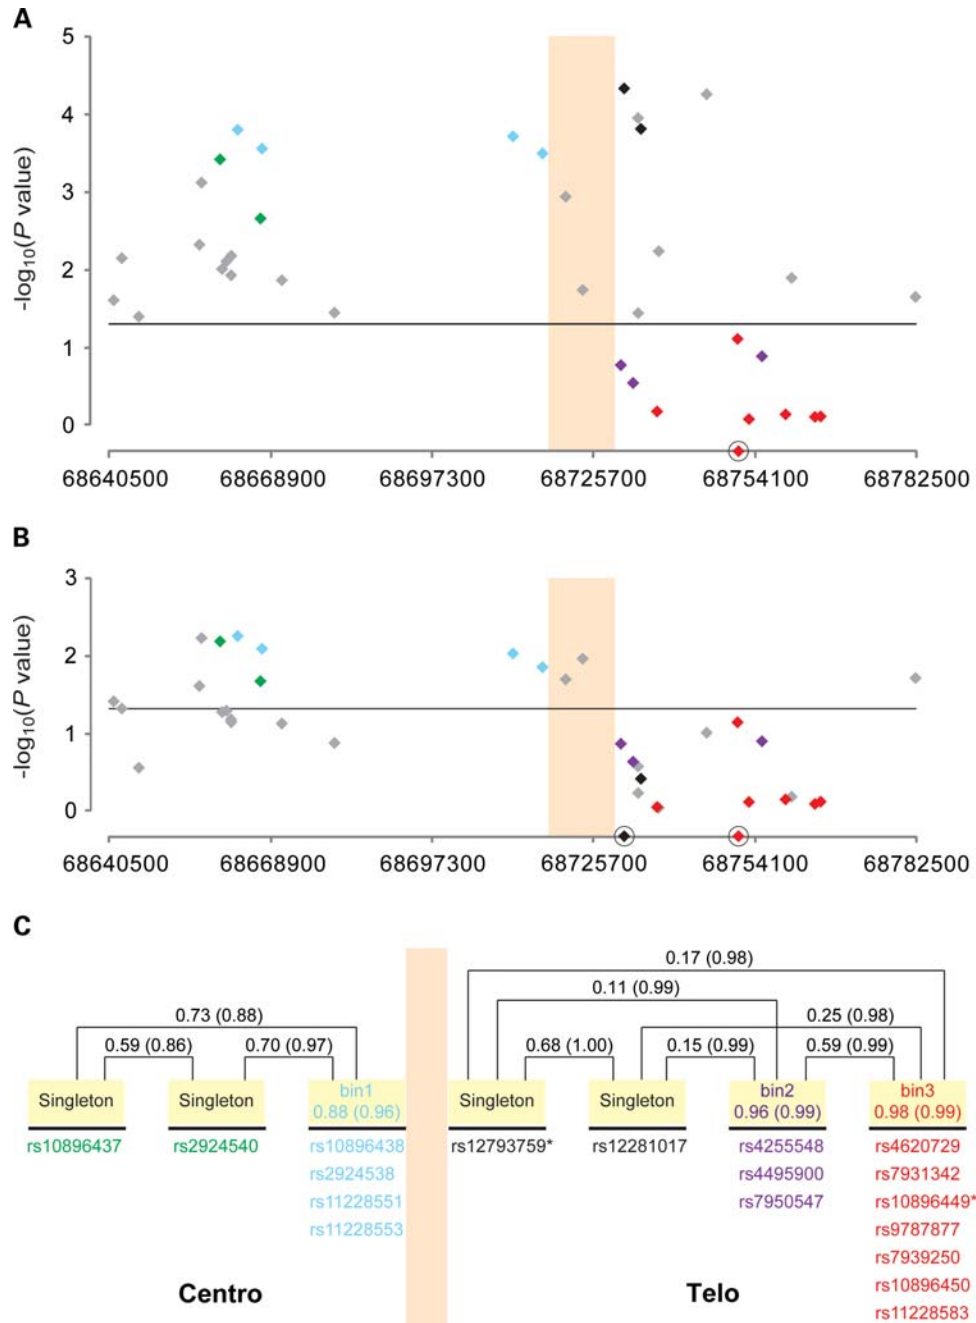 A
5
4
3
2
1
0
-log10(P value)
68640500 68668900 68697300 68725700 68754100 68782500
B
3
2
1
0
-log10(P value)
68640500 68668900 68697300 68725700 68754100 68782500
C
0.17 (0.98)
0.11 (0.99)
0.73 (0.88) 0.25 (0.98)
0.59 (0.86) 0.70 (0.97) 0.68 (1.00) 0.15 (0.99) 0.59 (0.99)
Singleton Singleton bin1 Singleton Singleton bin2 bin3
0.88 (0.96) 0.96 (0.99) 0.98 (0.99)
rs10896437 rs2924540 rs10896438 rs12793759* rs12281017 rs4255548 rs4620729
rs2924538 rs4495900 rs7931342
rs11228551 rs7950547 rs10896449*
rs11228553 rs9787877
rs7939250
Centro Telo rs10896450
rs11228583